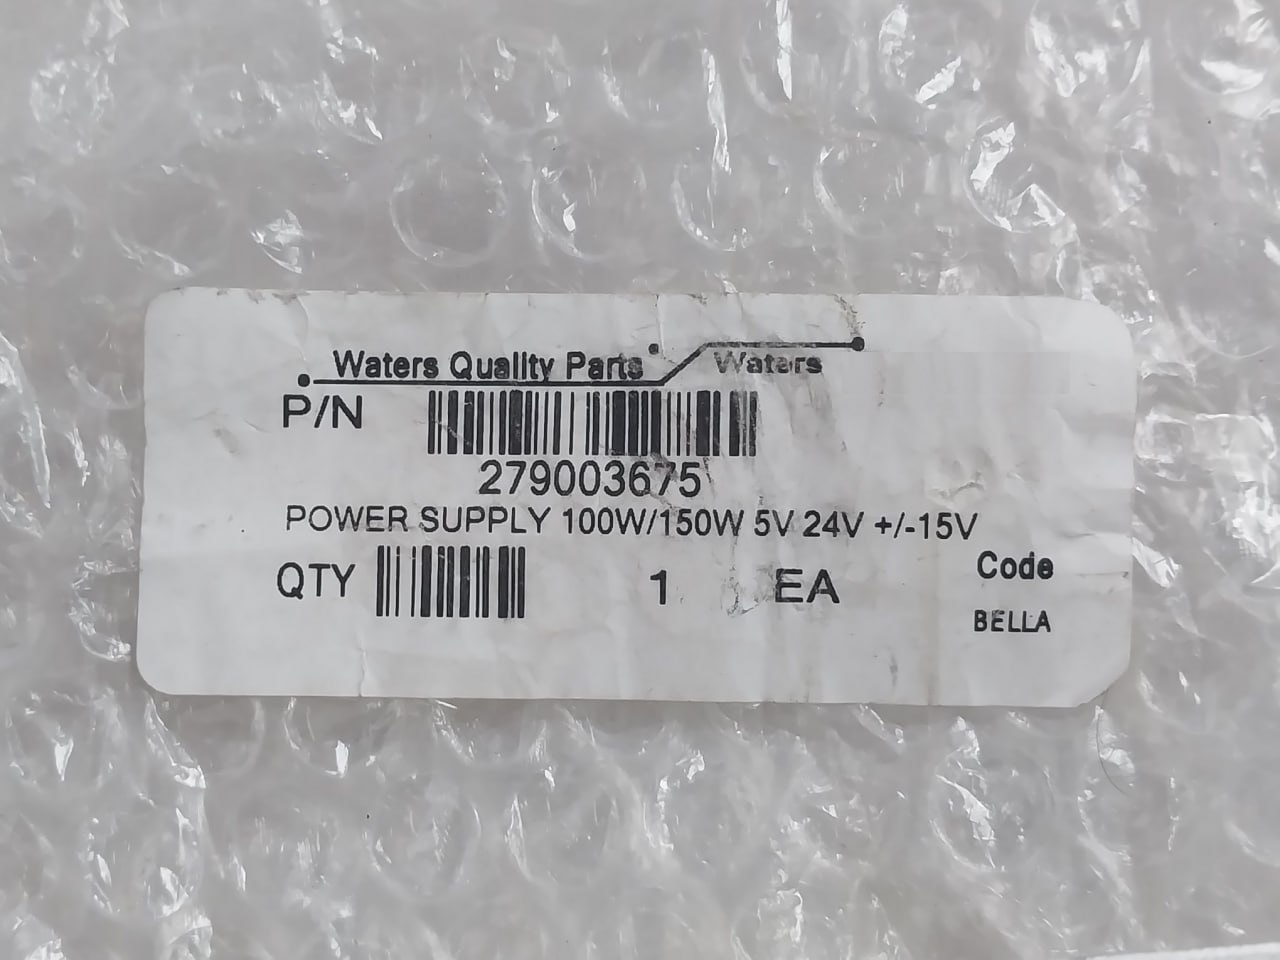 Waters Quality Parts Waters
P/N
279003675
POWER SUPPLY 100W/150W 5V 24V +/-15V
QTY 1 EA
Code
BELLA